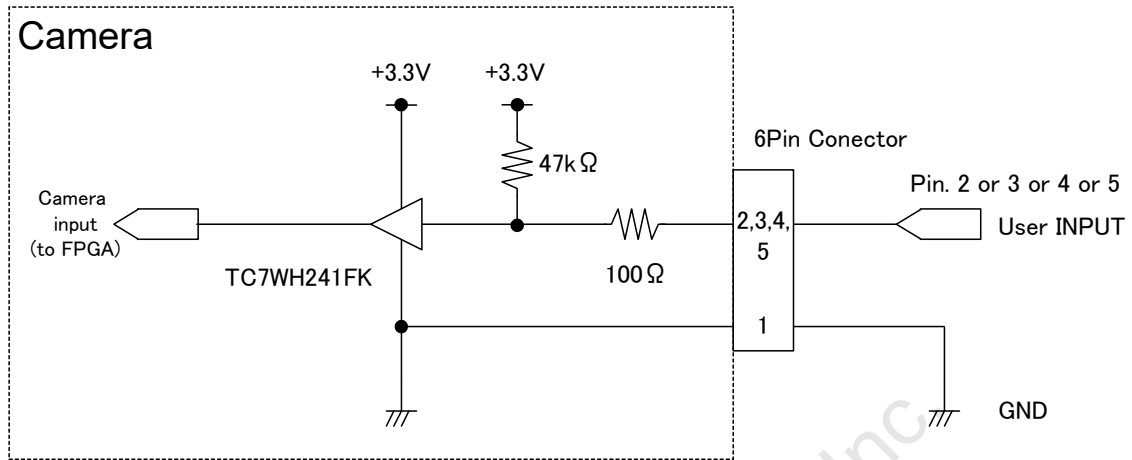 Camera
+3.3V
+3.3V
47kΩ
6Pin Conector
Pin. 2 or 3 or 4 or 5
Camera
input
(to FPGA)
2,3,4,
5
User INPUT
TC7WH241FK
100Ω
1
GND
Inc